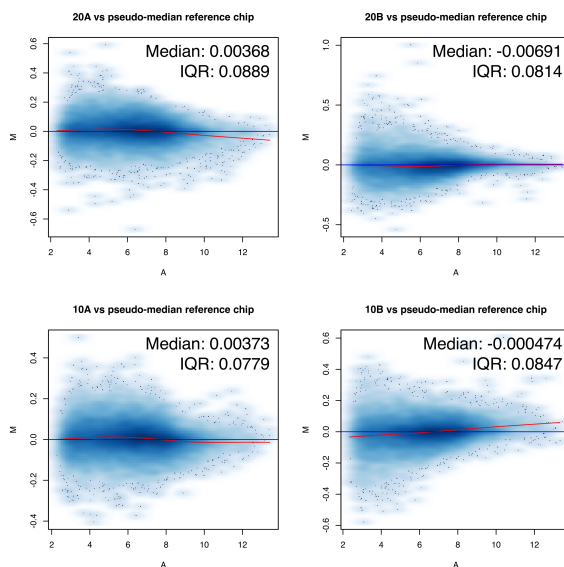 20A vs pseudo-median reference chip
Median: 0.00368
IQR: 0.0889
M
0.6
0.4
0.2
0.0
-0.2
-0.4
-0.6
2 4 6 8 10 12
A
20B vs pseudo-median reference chip
Median: -0.00691
IQR: 0.0814
M
1.0
0.5
0.0
-0.5
2 4 6 8 10 12
A
10A vs pseudo-median reference chip
Median: 0.00373
IQR: 0.0779
M
0.4
0.2
0.0
-0.2
-0.4
2 4 6 8 10 12
A
10B vs pseudo-median reference chip
Median: -0.000474
IQR: 0.0847
M
0.6
0.4
0.2
0.0
-0.2
-0.4
-0.6
2 4 6 8 10 12
A